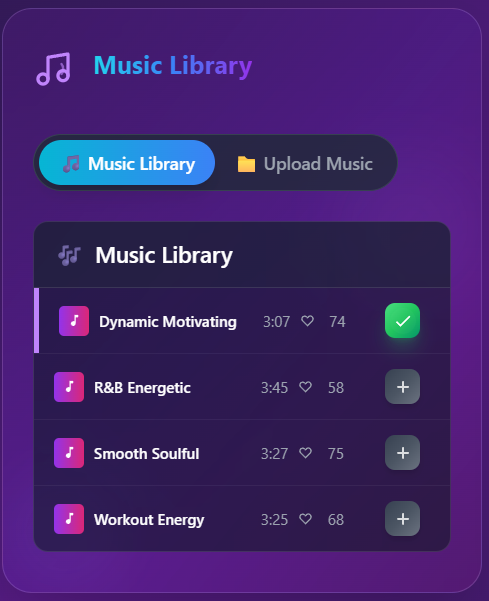 Music Library
Music Library
Upload Music
Music Library
Dynamic Motivating 3:07 74
R&B Energetic 3:45 58
Smooth Soulful 3:27 75
Workout Energy 3:25 68